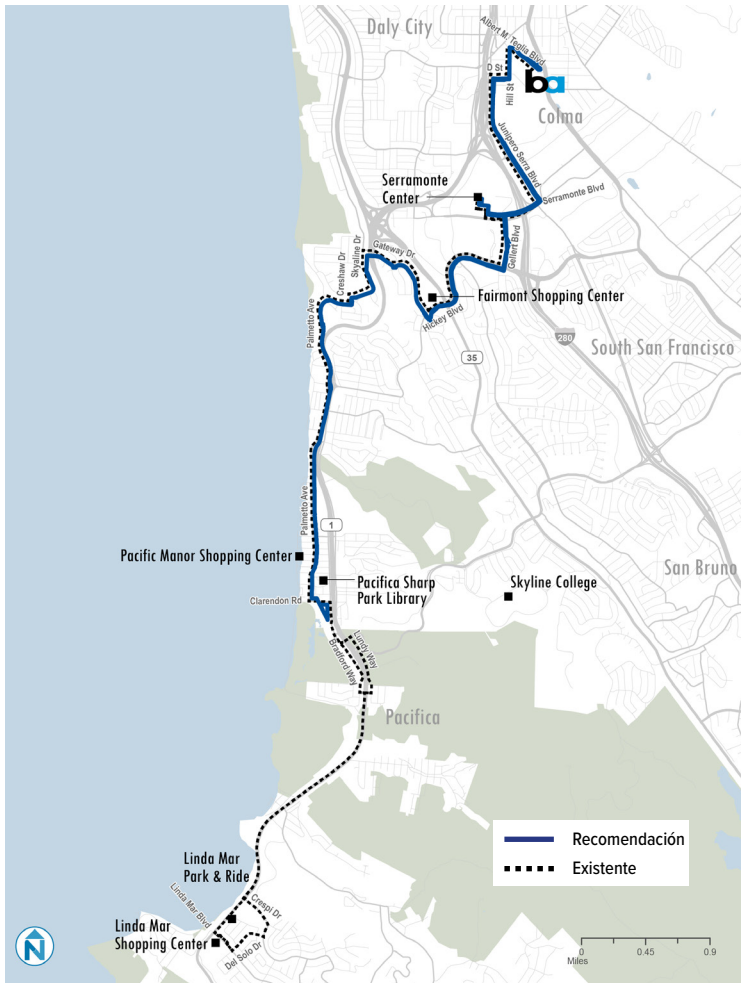 Daly City
Albert M. Teglia Blvd
D St
Hill St
ba
Colma
Junipero Serra Blvd
Serramonte
Center
Serramonte Blvd
Gellert Blvd
Skyaline Dr
Gateway Dr
Creshaw Dr
Palmetto Ave
Fairmont Shopping Center
Hickey Blvd
280
35
South San Francisco
Palmetto Ave
1
Pacific Manor Shopping Center
Pacifica Sharp
Park Library
Skyline College
San Bruno
Clarendon Rd
Lundy Way
Bradford Way
Pacifica
Recomendación
Existente
Linda Mar
Park & Ride
Linda Mar Blvd
Crespi Dr
Linda Mar
Shopping Center
Del Solo Dr
N
0 0.45 0.9
Miles